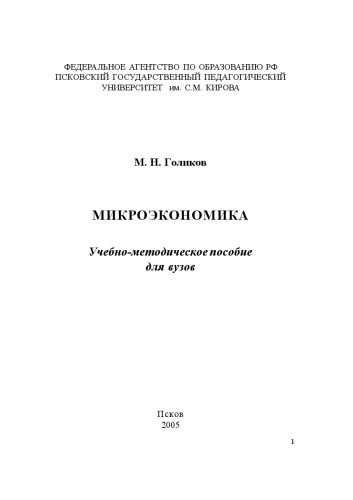 ФЕДЕРАЛЬНОЕ АГЕНТСТВО ПО ОБРАЗОВАНИЮ РФ
ПСКОВСКИЙ ГОСУДАРСТВЕННЫЙ ПЕДАГОГИЧЕСКИЙ
УНИВЕРСИТЕТ им. С.М. КИРОВА
М. Н. Голиков
МИКРОЭКОНОМИКА
Учебно-методическое пособие
для вузов
Псков
2005
1